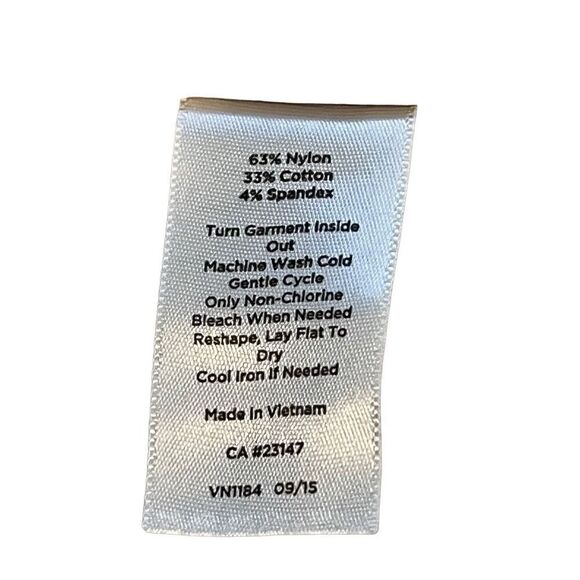 63% Nylon
33% Cotton
4% Spandex
Turn Garment Inside
Out
Machine Wash Cold
Gentle Cycle
Only Non-Chlorine
Bleach When Needed
Reshape, Lay Flat To
Dry
Cool Iron If Needed
Made In Vietnam
CA #23147
VN1184 09/15